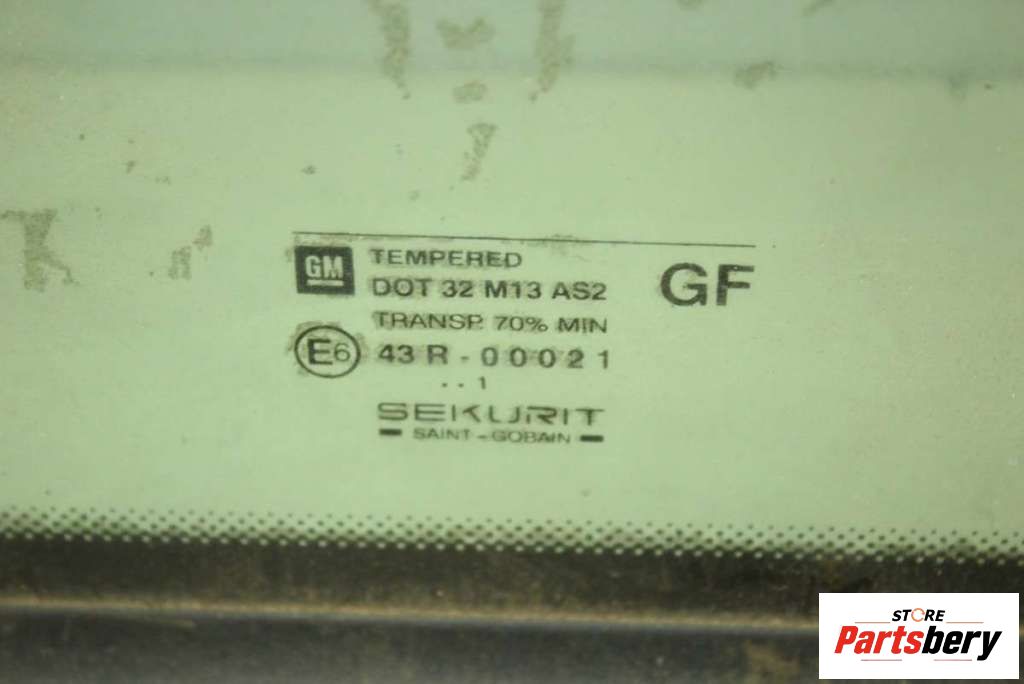 GM TEMPERED
DOT 32 M13 AS2
GF
TRANSP. 70% MIN
E6 43 R - 00021
. . 1
SEKURIT
SAINT - GOBAIN
STORE
Partsbery